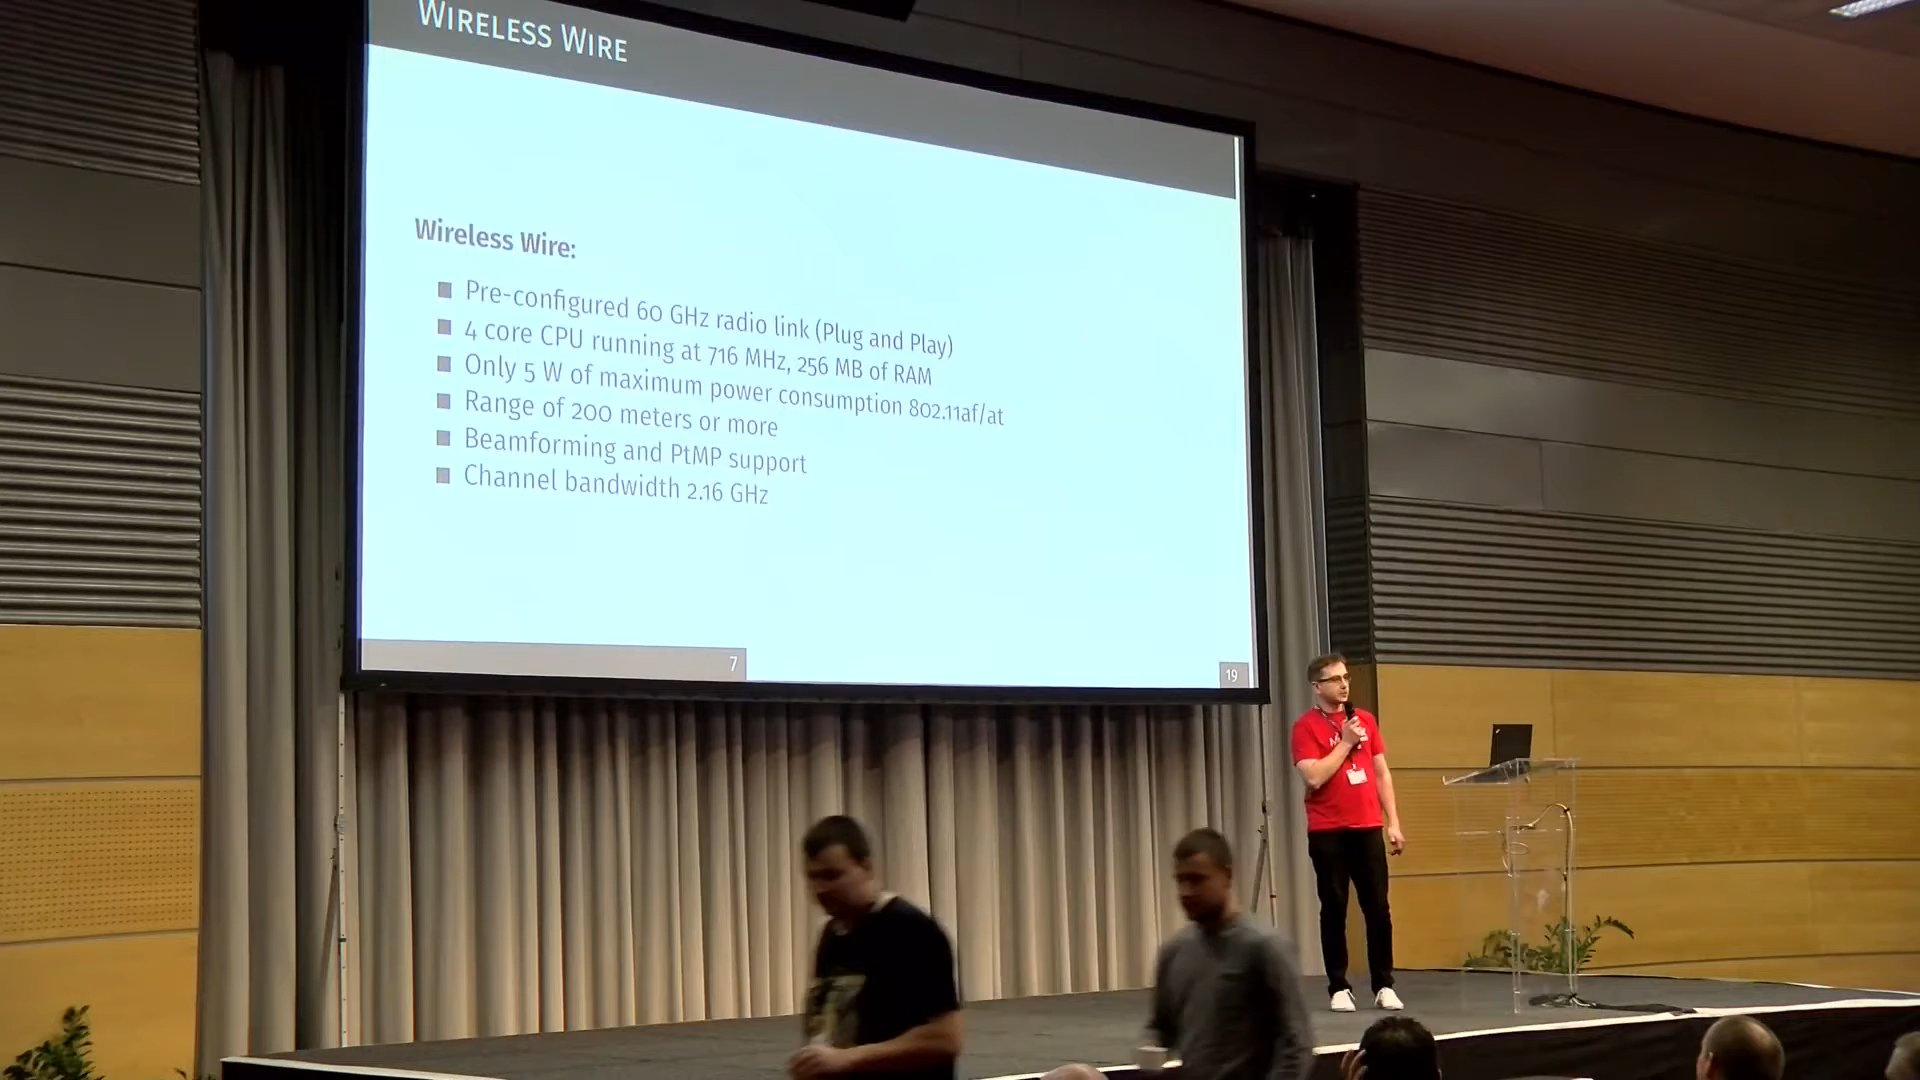 WIRELESS WIRE
Wireless Wire:
Pre-configured 60 GHz radio link (Plug and Play)
4 core CPU running at 716 MHz, 256 MB of RAM
Only 5 W of maximum power consumption 802.11af/at
Range of 200 meters or more
Beamforming and PtMP support
Channel bandwidth 2.16 GHz
7
19